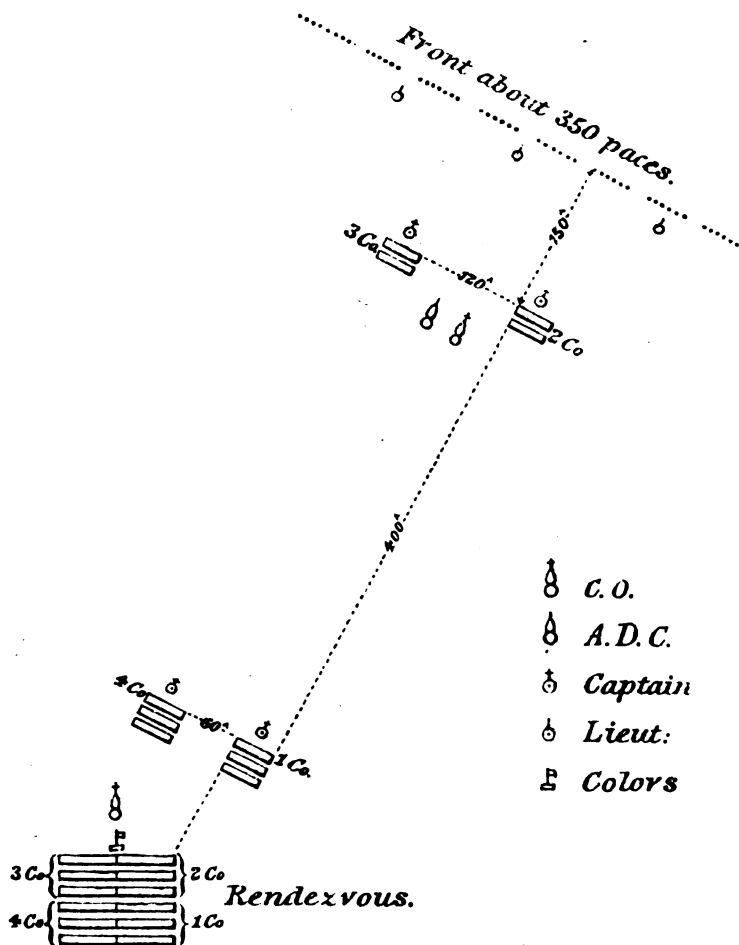 Front about 350 paces.
150^
3 Co.
120^
2 Co
400^
C. O.
A. D. C.
Captain
Lieut:
Colors
4 Co
60^
1 Co.
3 Co
2 Co
Rendezvous.
4 Co
1 Co